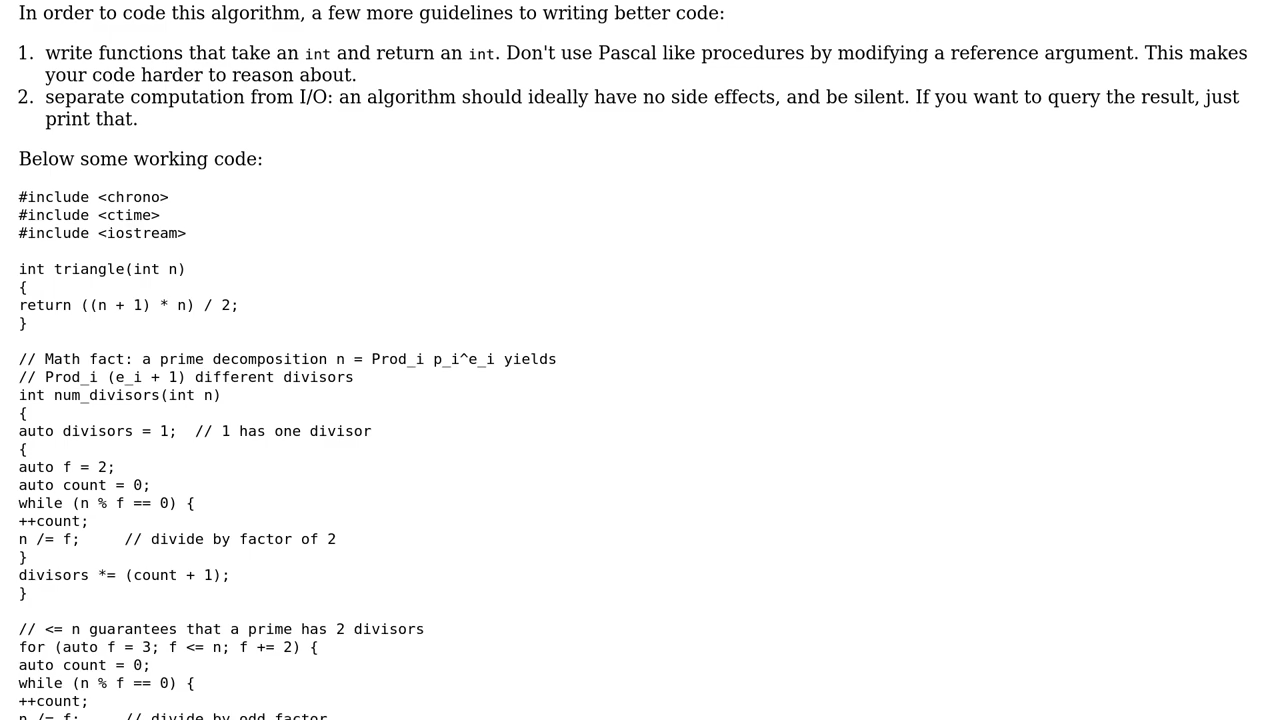 In order to code this algorithm, a few more guidelines to writing better code:
1. write functions that take an int and return an int. Don't use Pascal like procedures by modifying a reference argument. This makes
your code harder to reason about.
2. separate computation from I/O: an algorithm should ideally have no side effects, and be silent. If you want to query the result, just
print that.
Below some working code:
#include <chrono>
#include <ctime>
#include <iostream>
int triangle(int n)
{
return ((n + 1) * n) / 2;
}
// Math fact: a prime decomposition n = Prod_i p_i^e_i yields
// Prod_i (e_i + 1) different divisors
int num_divisors(int n)
{
auto divisors = 1;  // 1 has one divisor
{
auto f = 2;
auto count = 0;
while (n % f == 0) {
++count;
n /= f;     // divide by factor of 2
}
divisors *= (count + 1);
}
// <= n guarantees that a prime has 2 divisors
for (auto f = 3; f <= n; f += 2) {
auto count = 0;
while (n % f == 0) {
++count;
n /= f;     // divide by odd factor